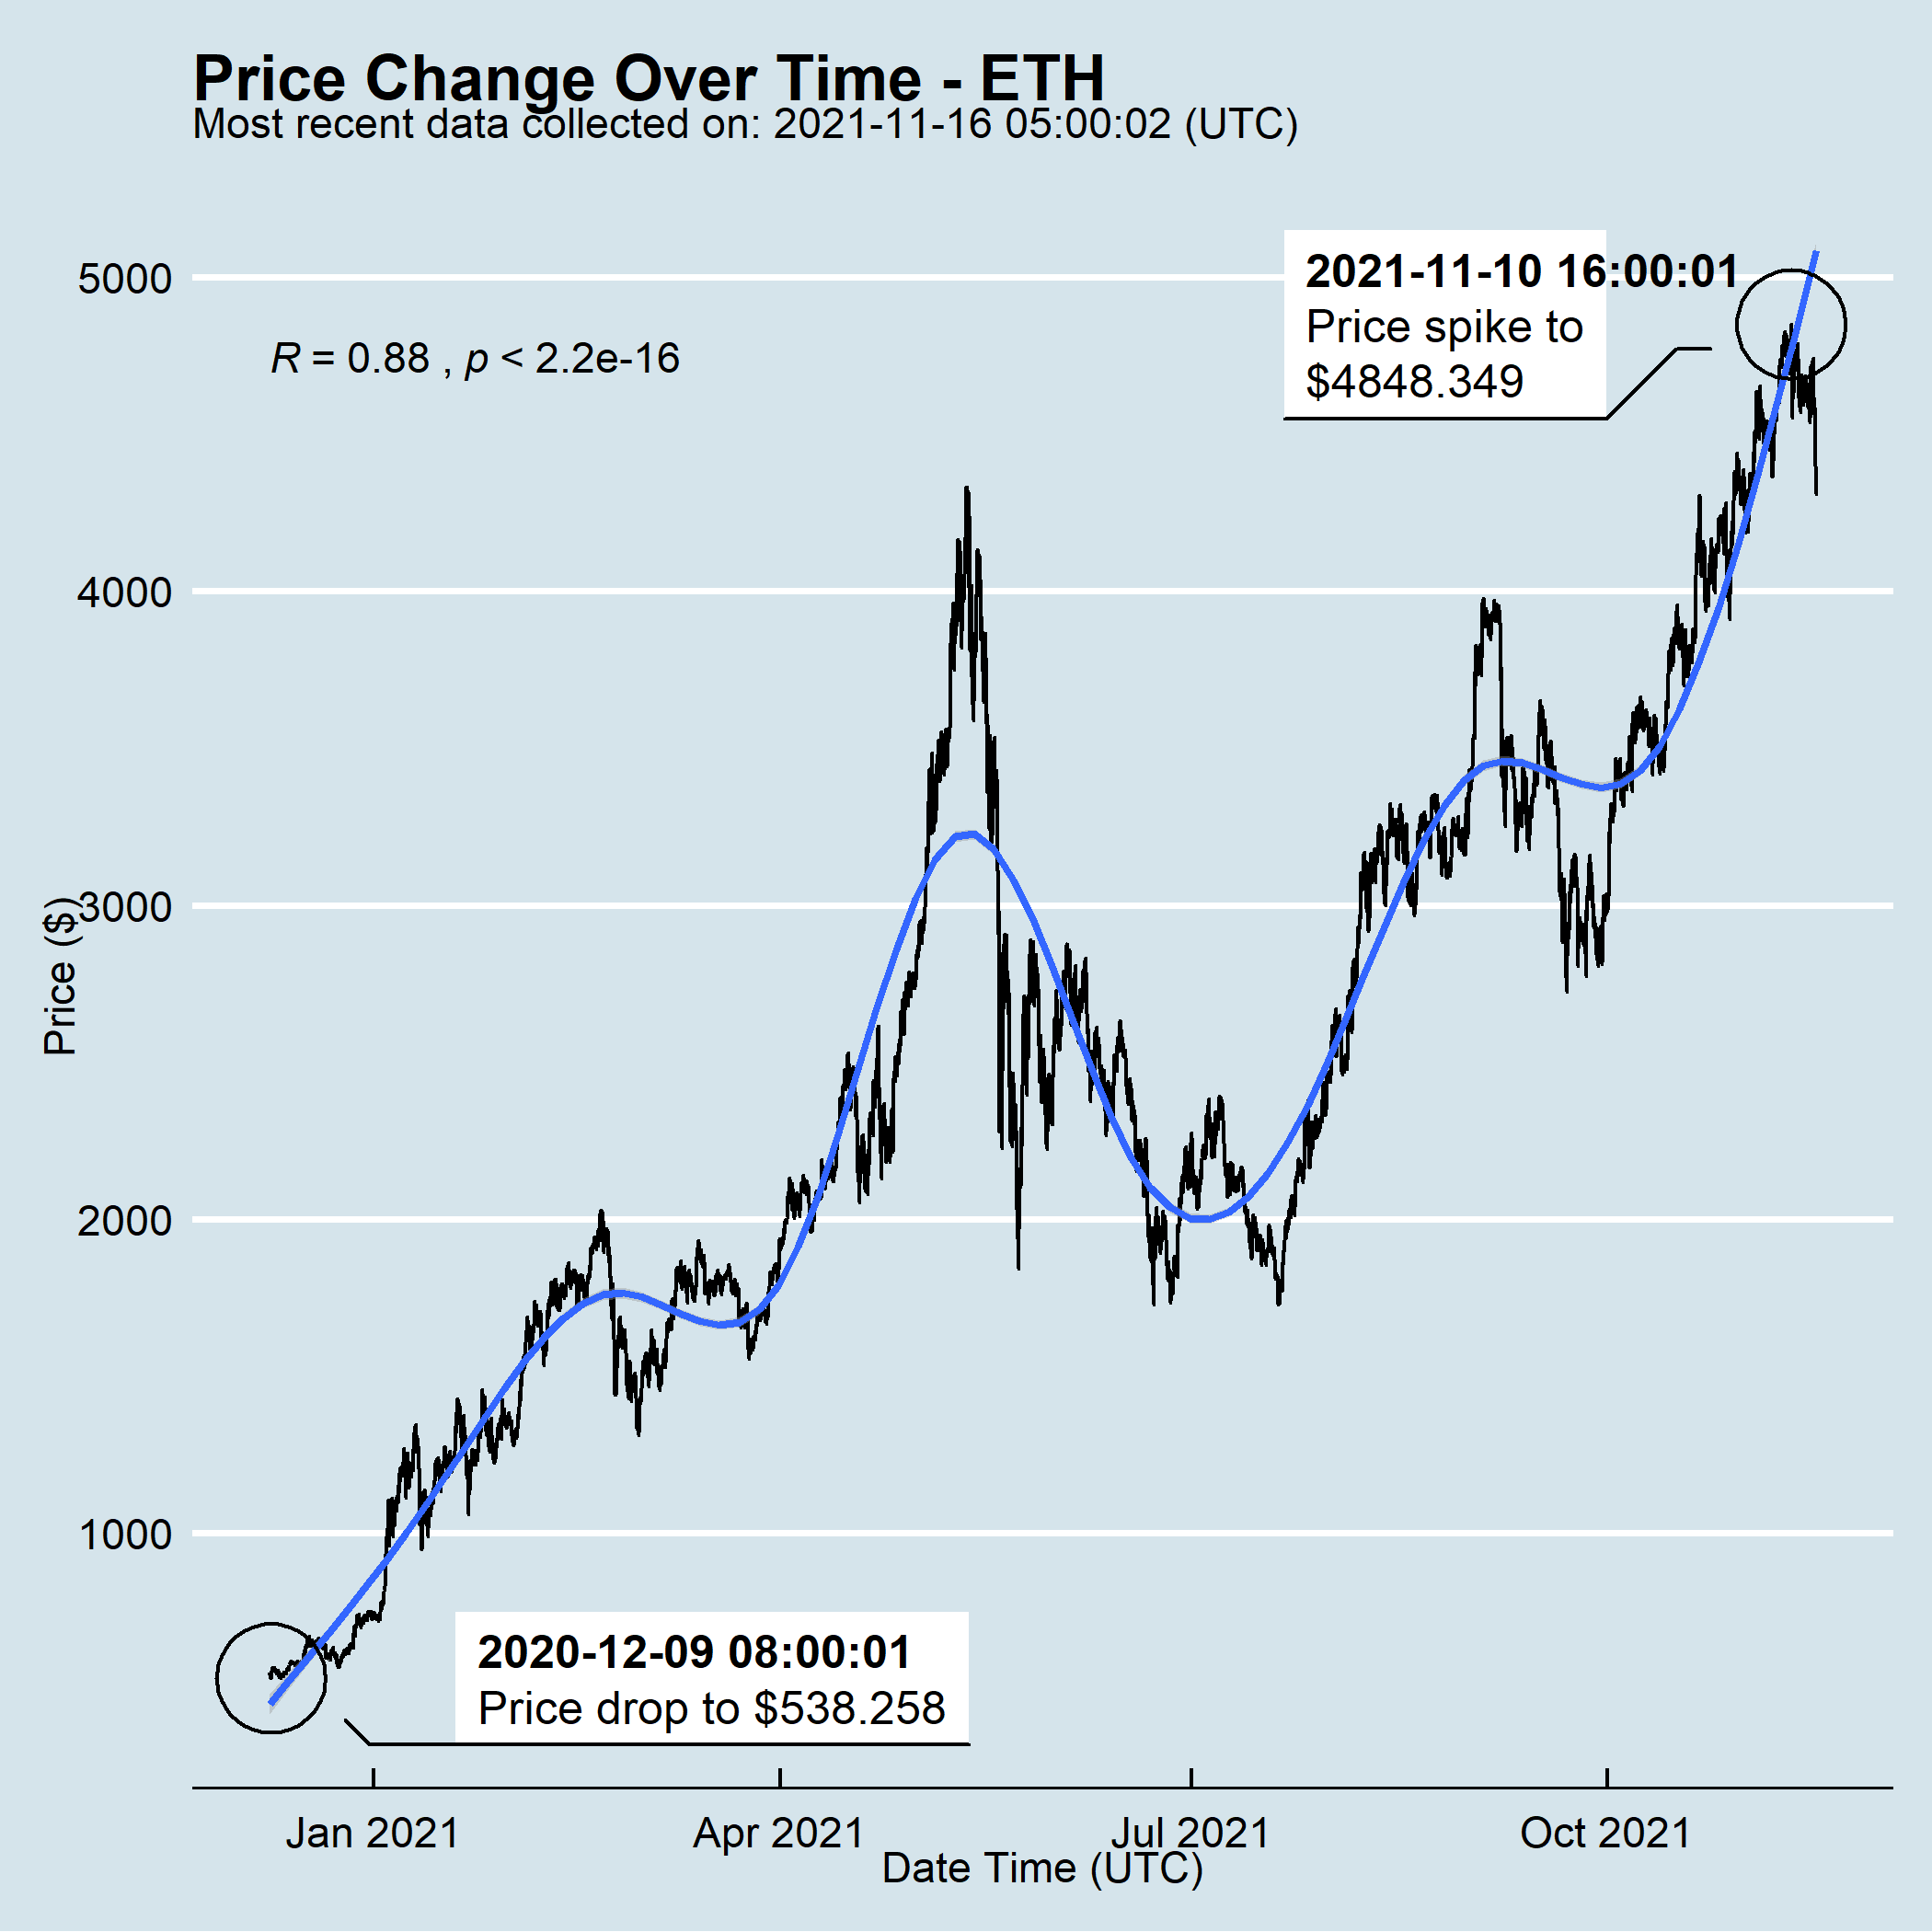 Price Change Over Time - ETH
Most recent data collected on: 2021-11-16 05:00:02 (UTC)
2021-11-10 16:00:01
Price spike to
$4848.349
R = 0.88 , p < 2.2e-16
5000
4000
3000
2000
1000
Price ($)
2020-12-09 08:00:01
Price drop to $538.258
Jan 2021
Apr 2021
Jul 2021
Oct 2021
Date Time (UTC)